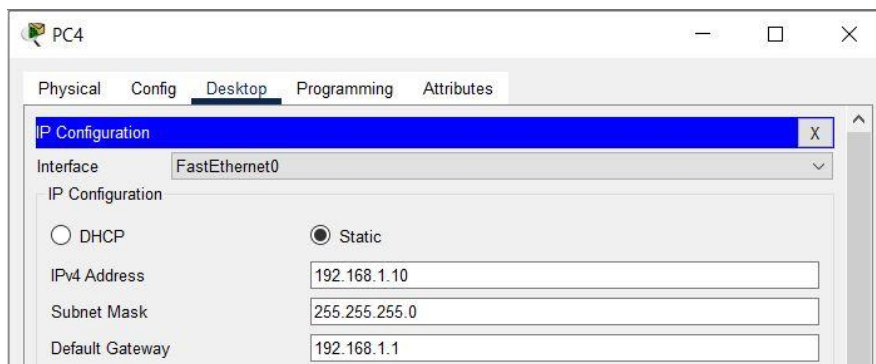 PC4
Physical Config Desktop Programming Attributes
IP Configuration X
Interface FastEthernet0
IP Configuration
DHCP Static
IPv4 Address 192.168.1.10
Subnet Mask 255.255.255.0
Default Gateway 192.168.1.1